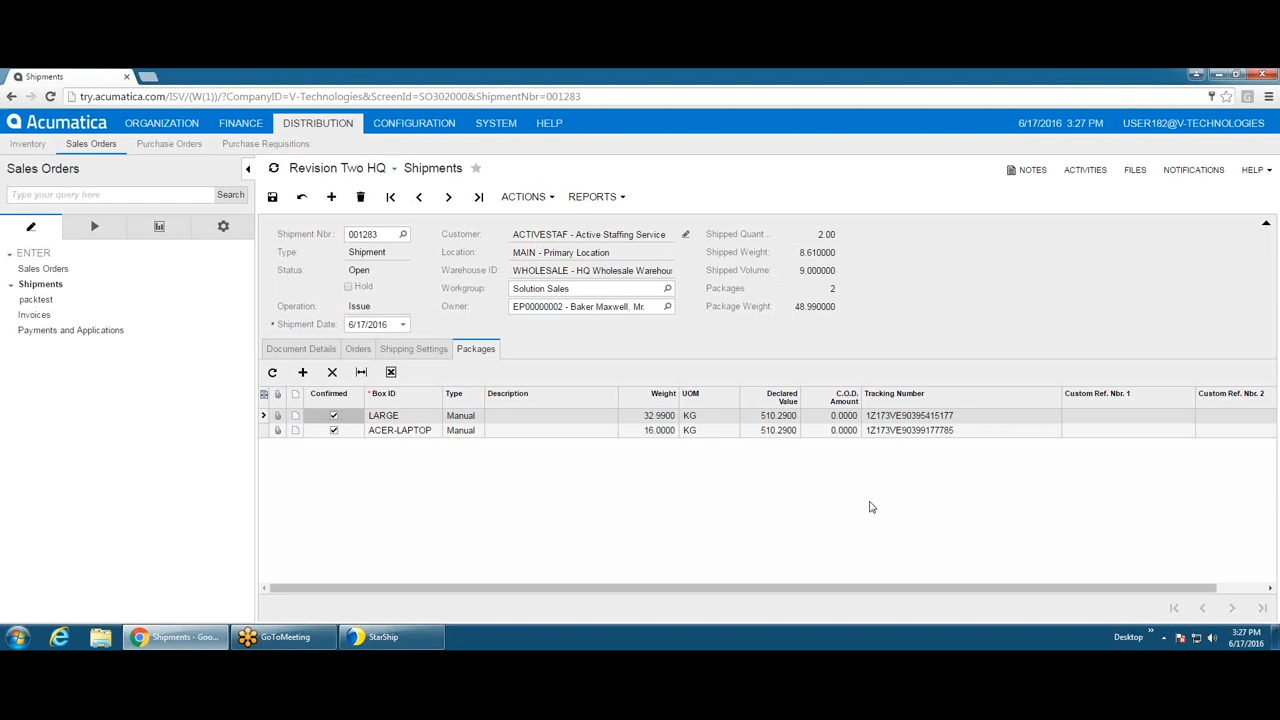 Shipments
try.acumatica.com/ISV/(W(1))/?CompanyID=V-Technologies&ScreenId=SO302000&ShipmentNbr=001283
Acumatica ORGANIZATION FINANCE DISTRIBUTION CONFIGURATION SYSTEM HELP 6/17/2016 3:27 PM USER182@V-TECHNOLOGIES
Inventory Sales Orders Purchase Orders Purchase Requisitions
Sales Orders
Type your query here Search
ENTER
Sales Orders
Shipments
packtest
Invoices
Payments and Applications
Revision Two HQ - Shipments NOTES ACTIVITIES FILES NOTIFICATIONS HELP
ACTIONS REPORTS
Shipment Nbr.: 001283 Customer: ACTIVESTAF - Active Staffing Service Shipped Quant... 2.00
Type: Shipment Location: MAIN - Primary Location Shipped Weight: 8.610000
Status: Open Warehouse ID: WHOLESALE - HQ Wholesale Warehou Shipped Volume: 9.000000
Hold Workgroup: Solution Sales Packages: 2
Operation: Issue Owner: EP00000002 - Baker Maxwell, Mr. Package Weight: 48.990000
* Shipment Date: 6/17/2016
Document Details Orders Shipping Settings Packages
Confirmed * Box ID Type Description Weight UOM Declared Value C.O.D. Amount Tracking Number Custom Ref. Nbr. 1 Custom Ref. Nbr. 2
LARGE Manual 32.9900 KG 510.2900 0.0000 1Z173VE90395415177
ACER-LAPTOP Manual 16.0000 KG 510.2900 0.0000 1Z173VE90399177785
Shipments - Goo... GoToMeeting StarShip Desktop 3:27 PM
6/17/2016